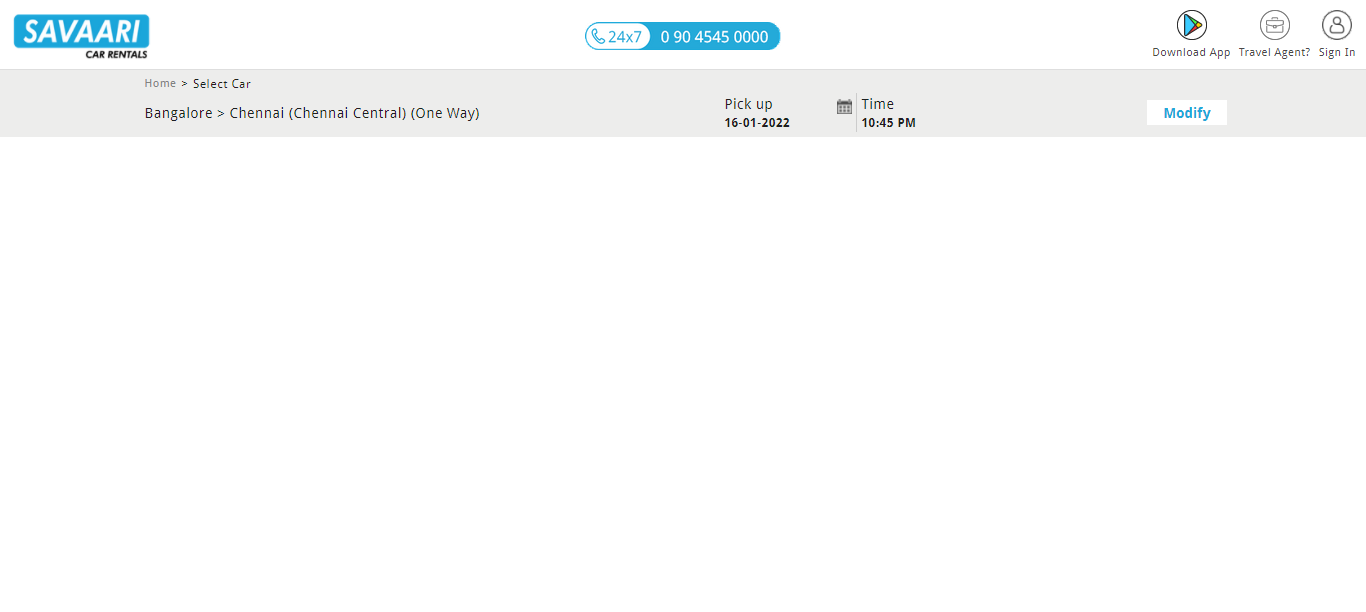 SAVAARI
CAR RENTALS
24x7 0 90 4545 0000
Download App
Travel Agent?
Sign In
Home > Select Car
Bangalore > Chennai (Chennai Central) (One Way)
Pick up
16-01-2022
Time
10:45 PM
Modify